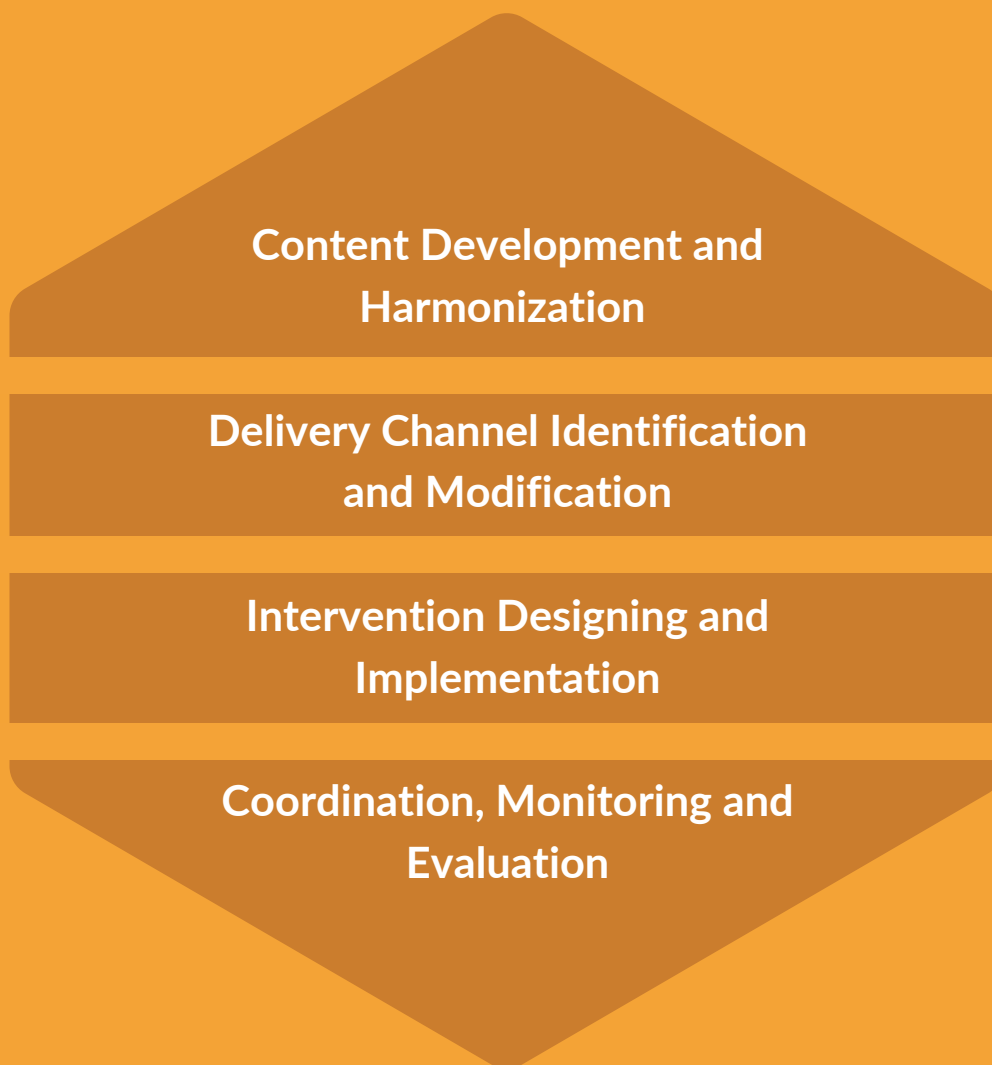 Content Development and
Harmonization
Delivery Channel Identification
and Modification
Intervention Designing and
Implementation
Coordination, Monitoring and
Evaluation